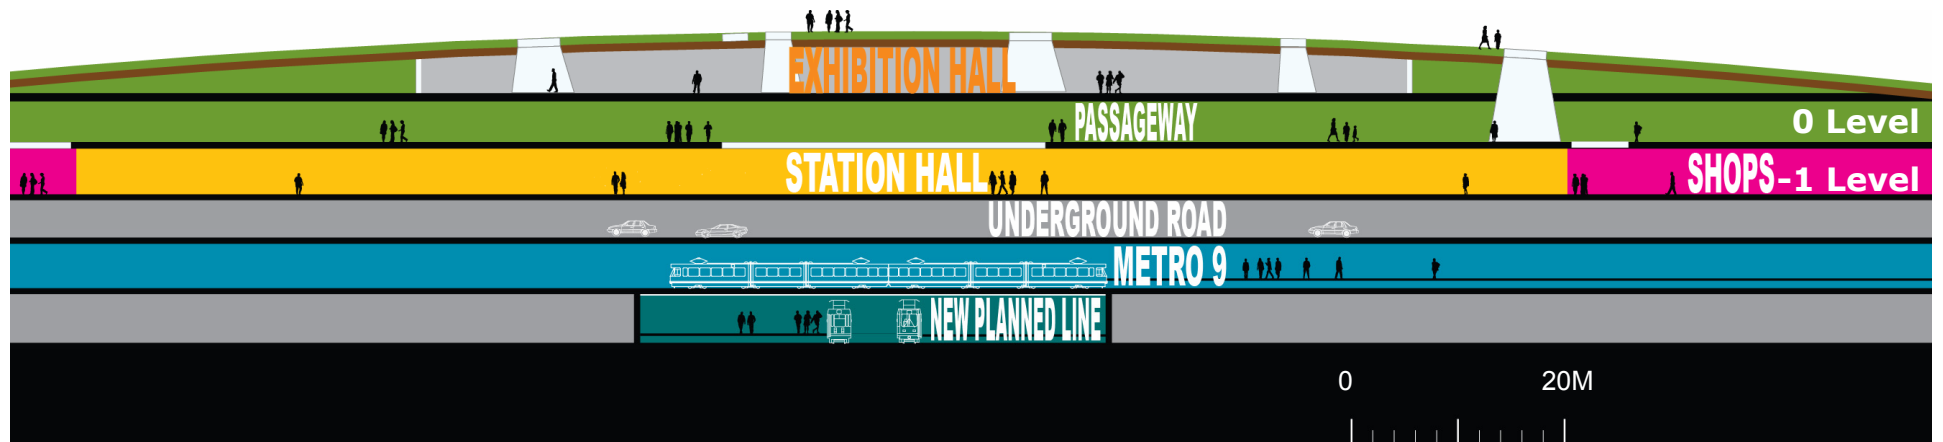 EXHIBITION HALL
PASSAGEWAY
0 Level
STATION HALL
SHOPS
-1 Level
UNDERGROUND ROAD
METRO 9
NEW PLANNED LINE
0 20M